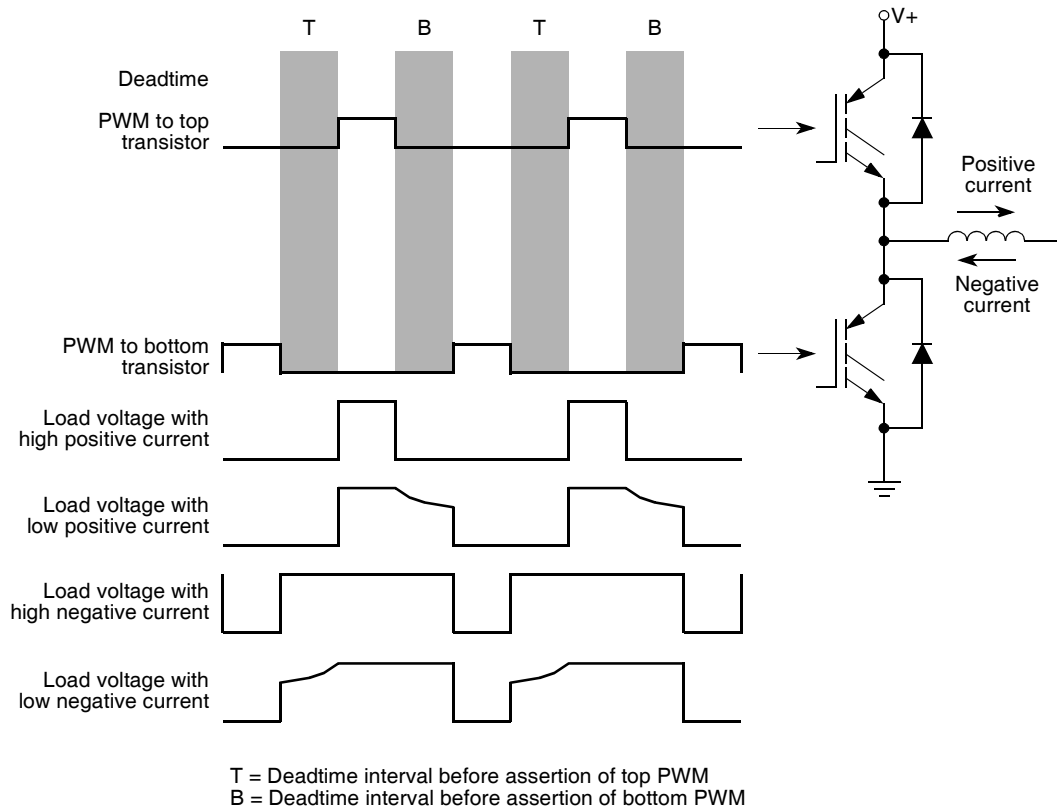 T
B
T
B
V+
Deadtime
PWM to top
transistor
Positive
current
Negative
current
PWM to bottom
transistor
Load voltage with
high positive current
Load voltage with
low positive current
Load voltage with
high negative current
Load voltage with
low negative current
T = Deadtime interval before assertion of top PWM
B = Deadtime interval before assertion of bottom PWM